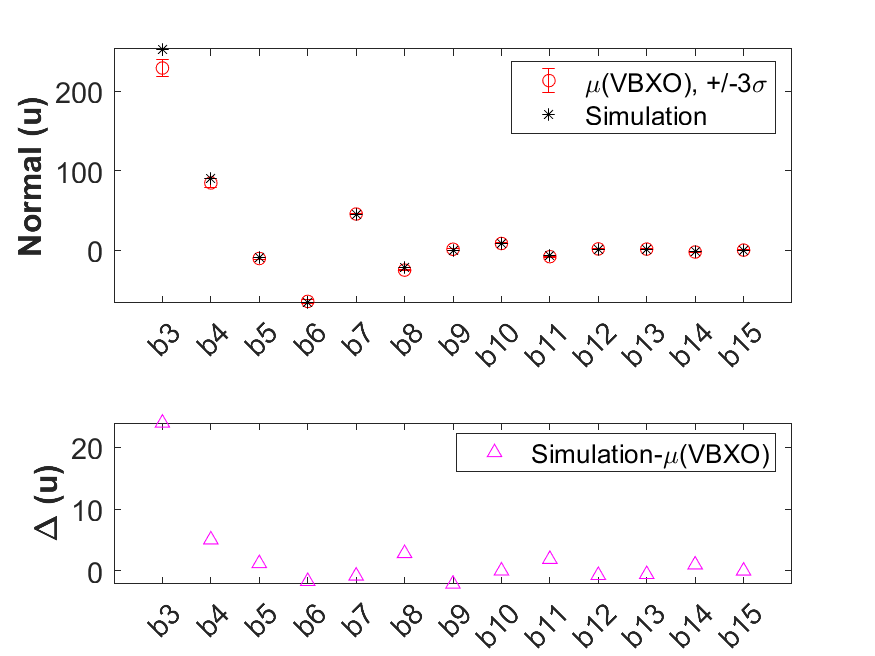 Normal (u)
200
100
0
μ(VBXO), +/-3σ
Simulation
b3 b4 b5 b6 b7 b8 b9 b10 b11 b12 b13 b14 b15
Δ (u)
20
10
0
Simulation-μ(VBXO)
b3 b4 b5 b6 b7 b8 b9 b10 b11 b12 b13 b14 b15